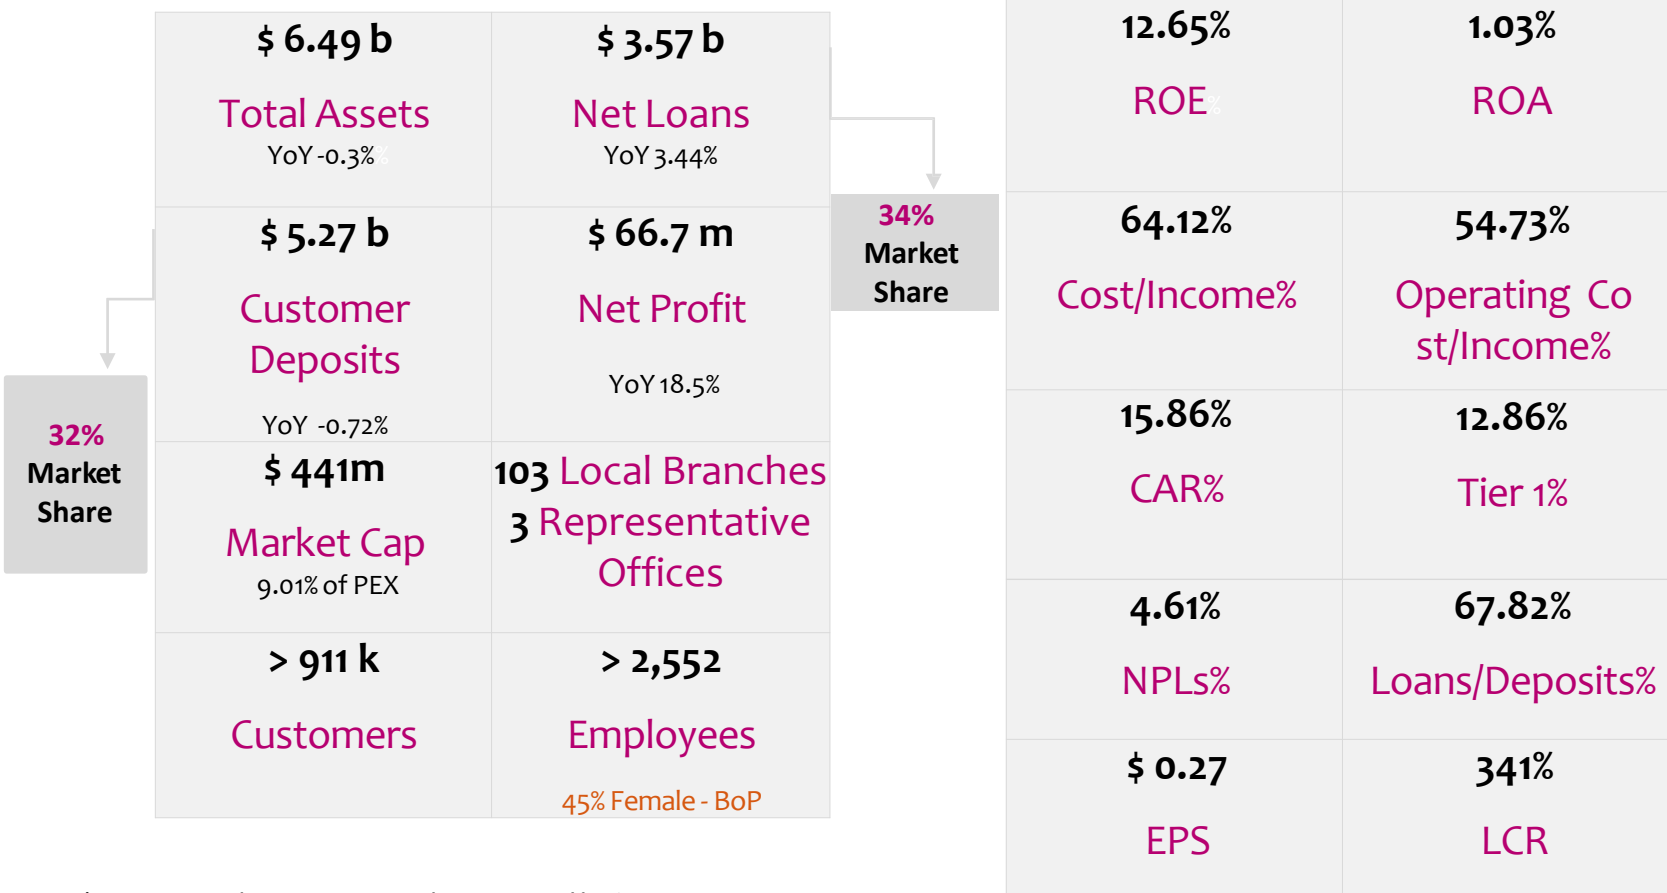 $ 6.49 b
Total Assets
YoY -0.3%%
$ 3.57 b
Net Loans
YoY 3.44%
$ 5.27 b
Customer
Deposits
YoY -0.72%
$ 66.7 m
Net Profit
YoY 18.5%
34%
Market
Share
32%
Market
Share
$ 441m
Market Cap
9.01% of PEX
103 Local Branches
3 Representative
Offices
> 911 k
Customers
> 2,552
Employees
45% Female - BoP
12.65%
ROE%
1.03%
ROA
64.12%
Cost/Income%
54.73%
Operating Co
st/Income%
15.86%
CAR%
12.86%
Tier 1%
4.61%
NPLs%
67.82%
Loans/Deposits%
$ 0.27
EPS
341%
LCR